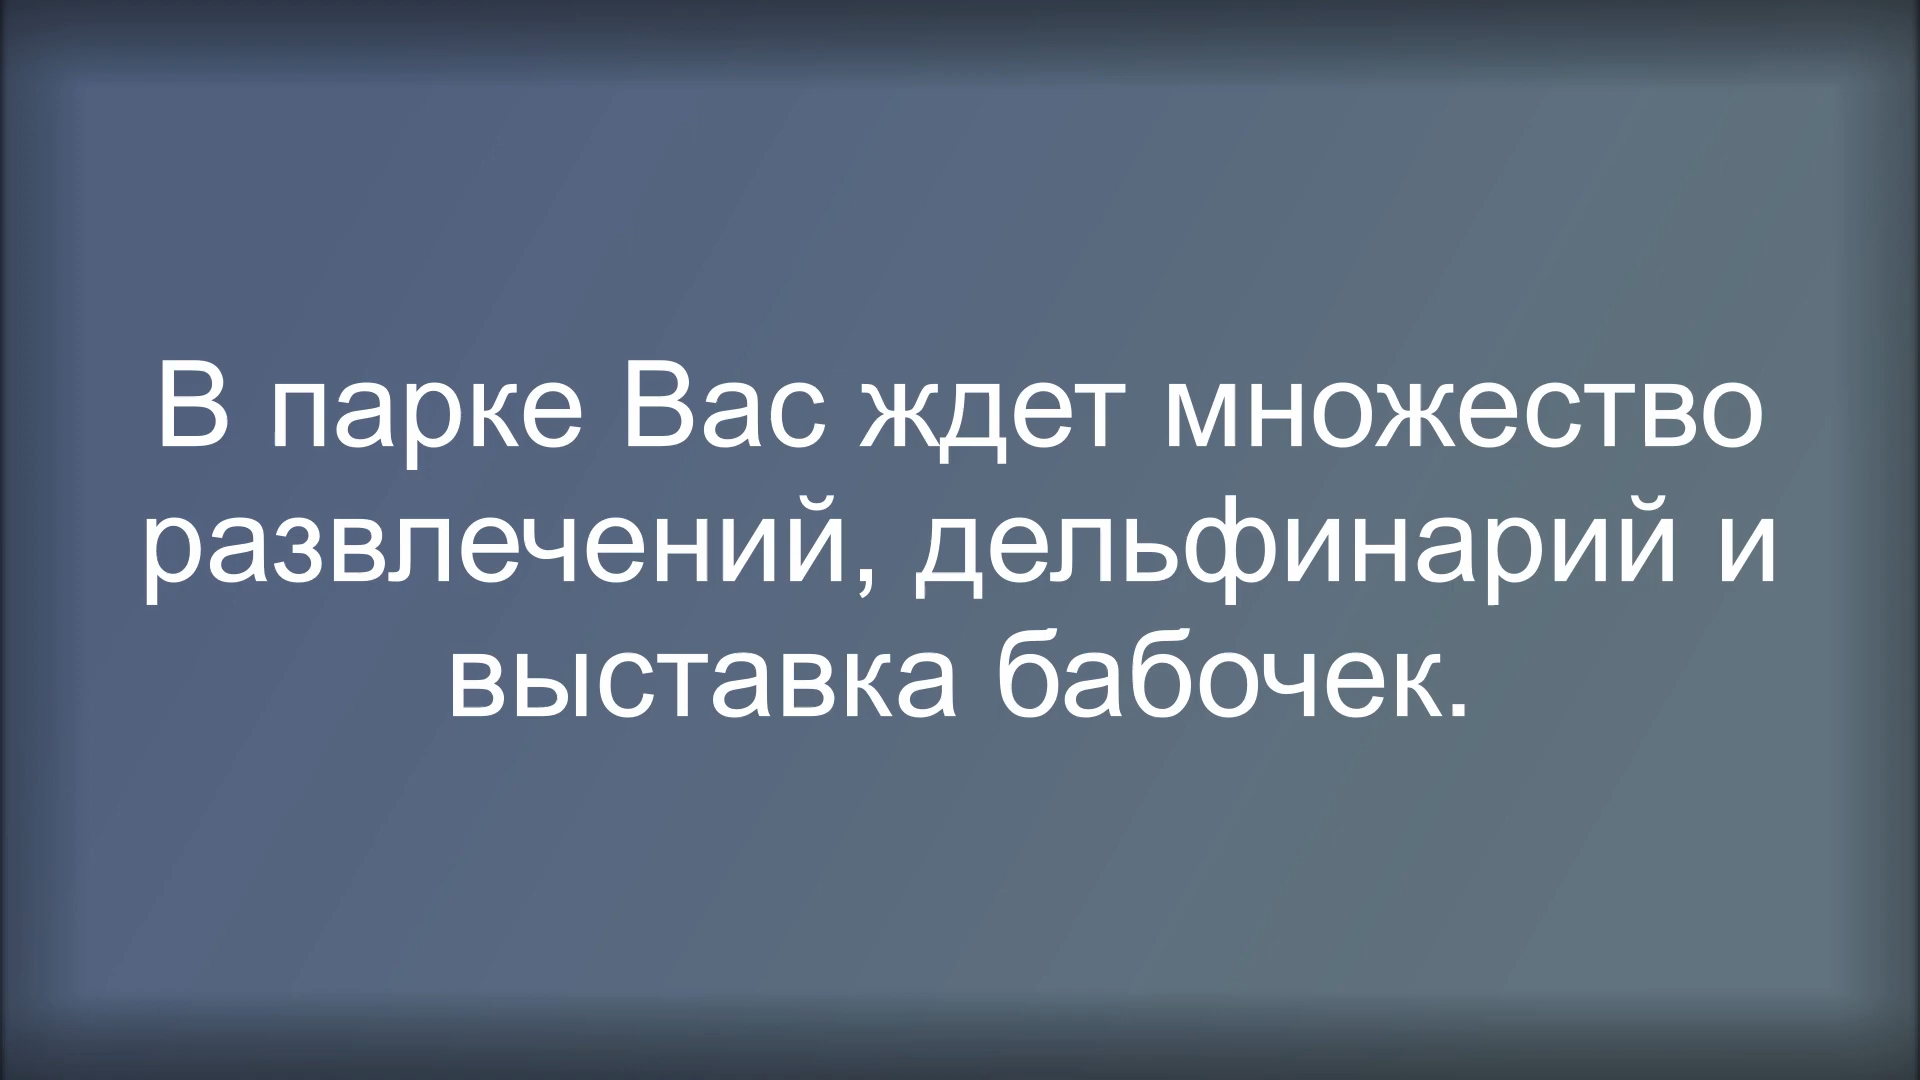 В парке Вас ждет множество
развлечений, дельфинарий и
выставка бабочек.